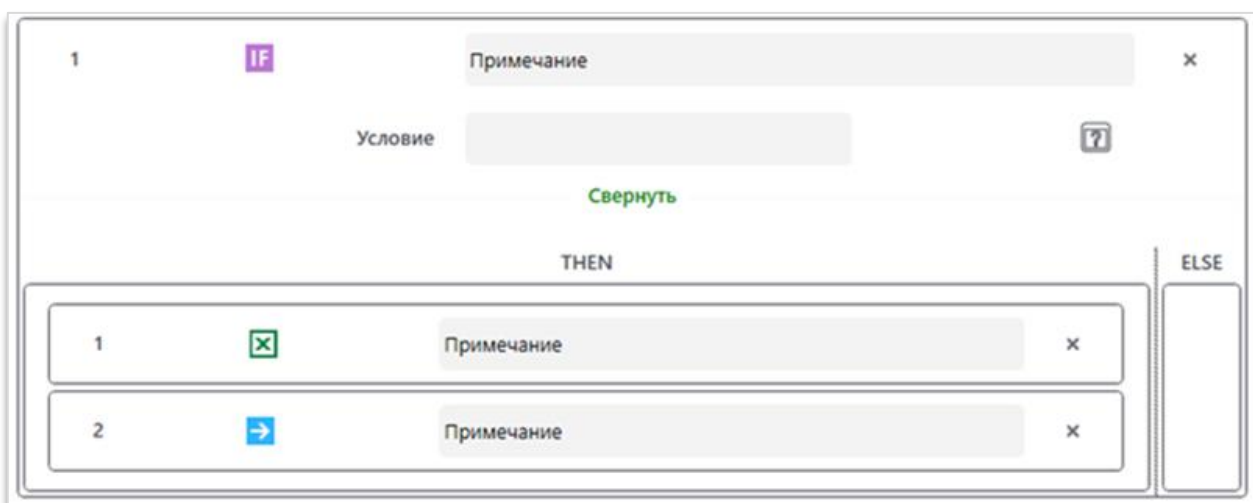 1 IF Примечание ×
Условие ?
Свернуть
THEN ELSE
1 Примечание ×
2 Примечание ×